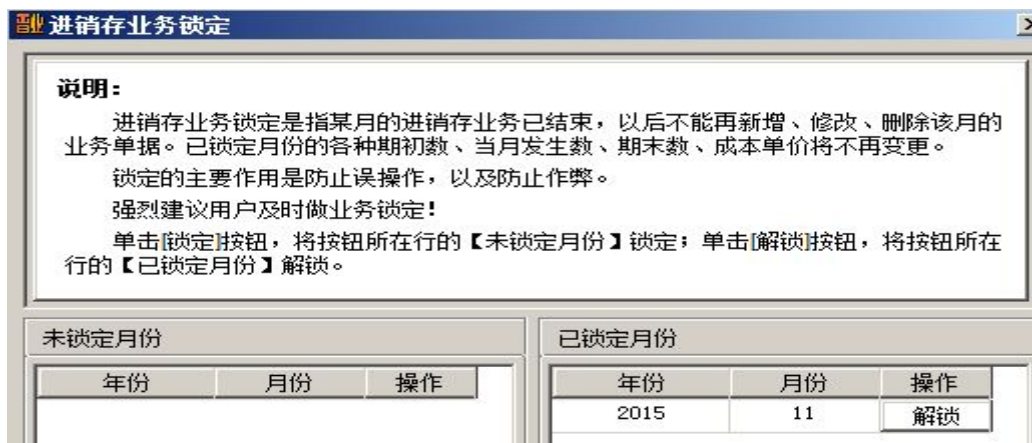 晋业 进销存业务锁定
说明：
进销存业务锁定是指某月的进销存业务已结束，以后不能再新增、修改、删除该月的
业务单据。已锁定月份的各种期初数、当月发生数、期末数、成本单价将不再变更。
锁定的主要作用是防止误操作，以及防止作弊。
强烈建议用户及时做业务锁定！
单击[锁定]按钮，将按钮所在行的【未锁定月份】锁定；单击[解锁]按钮，将按钮所在
行的【已锁定月份】解锁。
未锁定月份 已锁定月份
年份 月份 操作 年份 月份 操作
2015 11 解锁